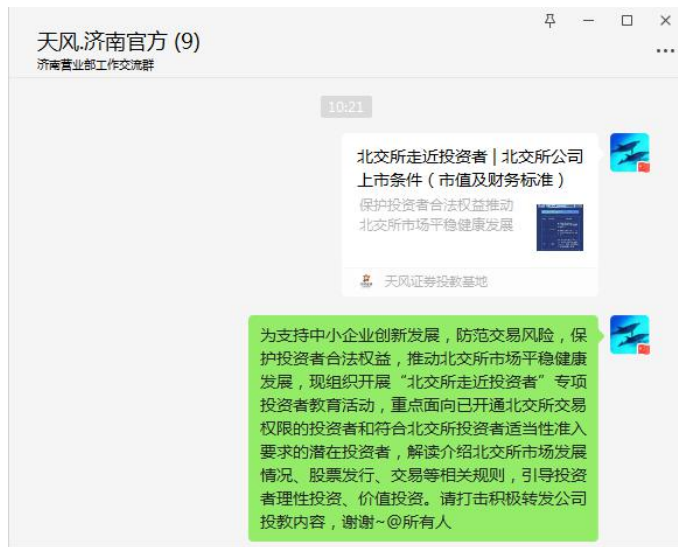 天风.济南官方 (9)
济南营业部工作交流群
10:21
北交所走近投资者 | 北交所公司
上市条件（市值及财务标准）
保护投资者合法权益推动
北交所市场平稳健康发展
天风证券投教基地
为支持中小企业创新发展，防范交易风险，保
护投资者合法权益，推动北交所市场平稳健康
发展，现组织开展“北交所走近投资者”专项
投资者教育活动，重点面向已开通北交所交易
权限的投资者和符合北交所投资者适当性准入
要求的潜在投资者，解读介绍北交所市场发展
情况、股票发行、交易等相关规则，引导投资
者理性投资、价值投资。请打击积极转发公司
投教内容，谢谢~@所有人